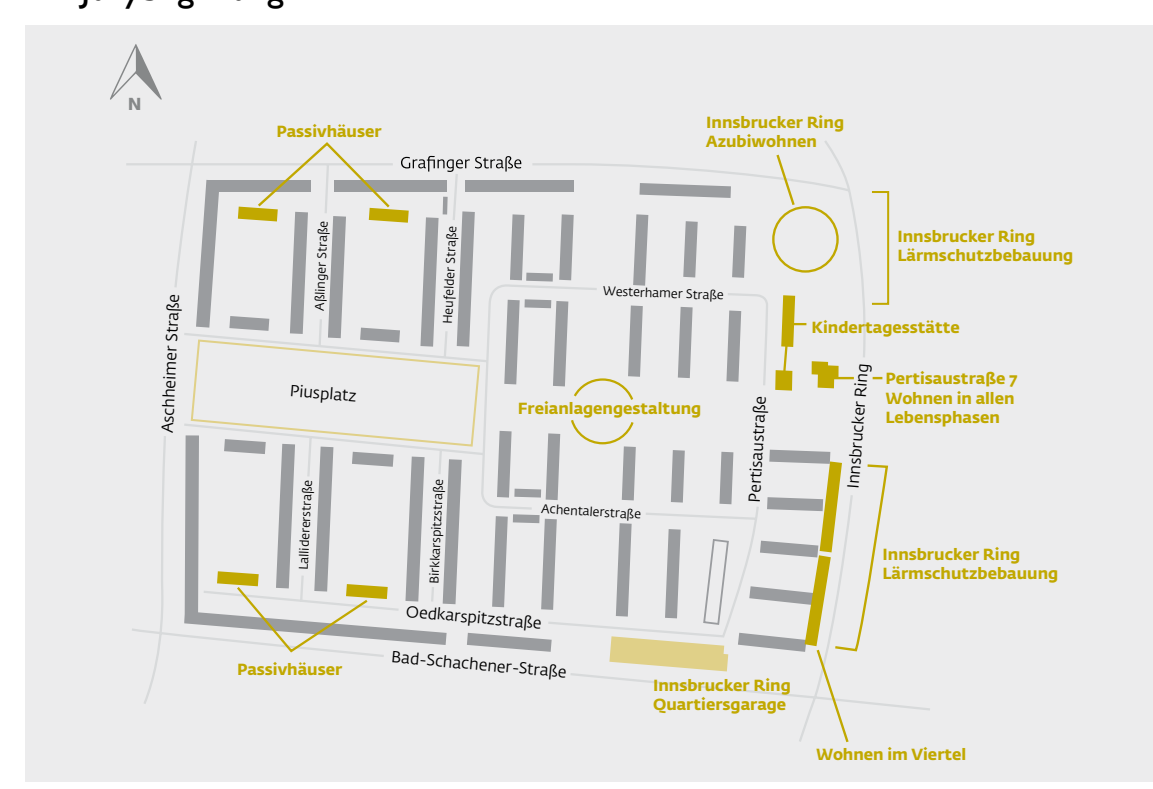 N
Passivhäuser
Innsbrucker Ring
Azubiwohnen
Grafinger Straße
Innsbrucker Ring
Lärmschutzbebauung
Aßlinger Straße
Heufelder Straße
Westerhamer Straße
Aschheimer Straße
Kindertagesstätte
Piusplatz
Pertisaustraße 7
Wohnen in allen
Lebensphasen
Freianlagengestaltung
Pertisaustraße
Innsbrucker Ring
Lallidererstraße
Birkkarspitzstraße
Achentalerstraße
Innsbrucker Ring
Lärmschutzbebauung
Oedkarspitzstraße
Passivhäuser
Bad-Schachener-Straße
Innsbrucker Ring
Quartiersgarage
Wohnen im Viertel